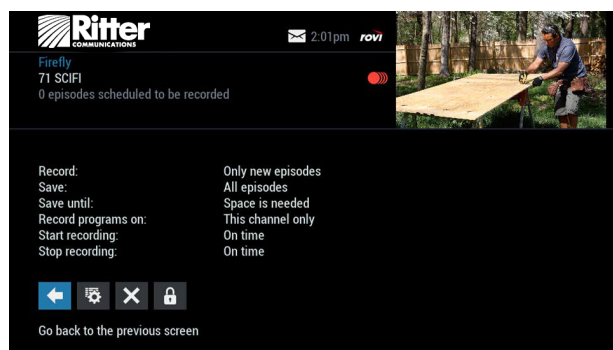 Ritter
COMMUNICATIONS
2:01pm rovi
Firefly
71 SCIFI
0 episodes scheduled to be recorded
Record: Only new episodes
Save: All episodes
Save until: Space is needed
Record programs on: This channel only
Start recording: On time
Stop recording: On time
Go back to the previous screen